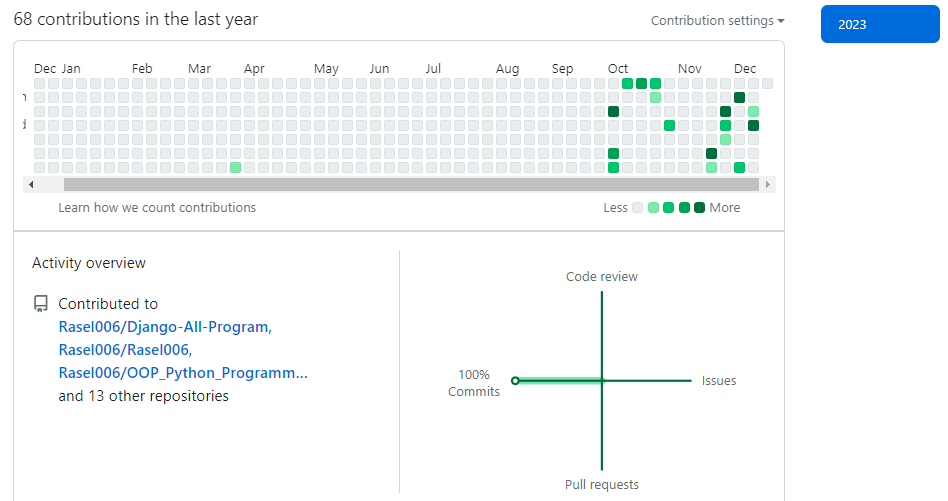 68 contributions in the last year
Contribution settings
2023
Dec Jan Feb Mar Apr May Jun Jul Aug Sep Oct Nov Dec
Learn how we count contributions
Less
More
Activity overview
Contributed to
Rasel006/Django-All-Program,
Rasel006/Rasel006,
Rasel006/OOP_Python_Programm...
and 13 other repositories
Code review
100%
Commits
Issues
Pull requests